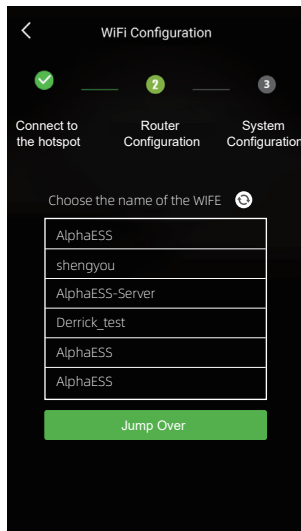 WiFi Configuration
2
3
Connect to the hotspot
Router Configuration
System Configuration
Choose the name of the WIFE
AlphaESS
shengyou
AlphaESS-Server
Derrick_test
AlphaESS
AlphaESS
Jump Over